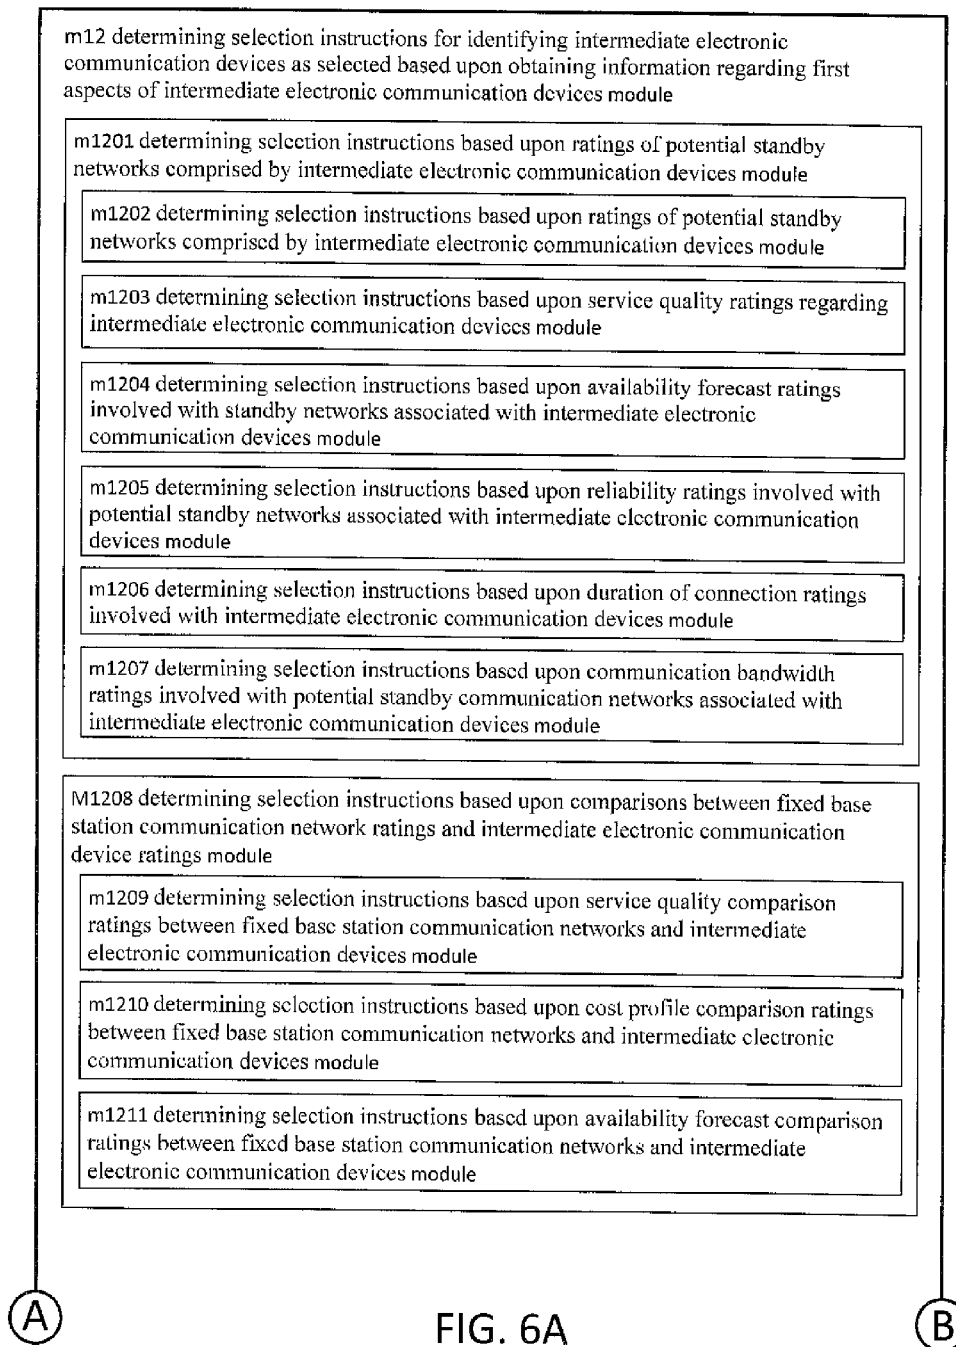 m12 determining selection instructions for identifying intermediate electronic
communication devices as selected based upon obtaining information regarding first
aspects of intermediate electronic communication devices module
m1201 determining selection instructions based upon ratings of potential standby
networks comprised by intermediate electronic communication devices module
m1202 determining selection instructions based upon ratings of potential standby
networks comprised by intermediate electronic communication devices module
m1203 determining selection instructions based upon service quality ratings regarding
intermediate electronic communication devices module
m1204 determining selection instructions based upon availability forecast ratings
involved with standby networks associated with intermediate electronic
communication devices module
m1205 determining selection instructions based upon reliability ratings involved with
potential standby networks associated with intermediate electronic communication
devices module
m1206 determining selection instructions based upon duration of connection ratings
involved with intermediate electronic communication devices module
m1207 determining selection instructions based upon communication bandwidth
ratings involved with potential standby communication networks associated with
intermediate electronic communication devices module
M1208 determining selection instructions based upon comparisons between fixed base
station communication network ratings and intermediate electronic communication
device ratings module
m1209 determining selection instructions based upon service quality comparison
ratings between fixed base station communication networks and intermediate
electronic communication devices module
m1210 determining selection instructions based upon cost profile comparison ratings
between fixed base station communication networks and intermediate electronic
communication devices module
m1211 determining selection instructions based upon availability forecast comparison
ratings between fixed base station communication networks and intermediate
electronic communication devices module
A
FIG. 6A
B